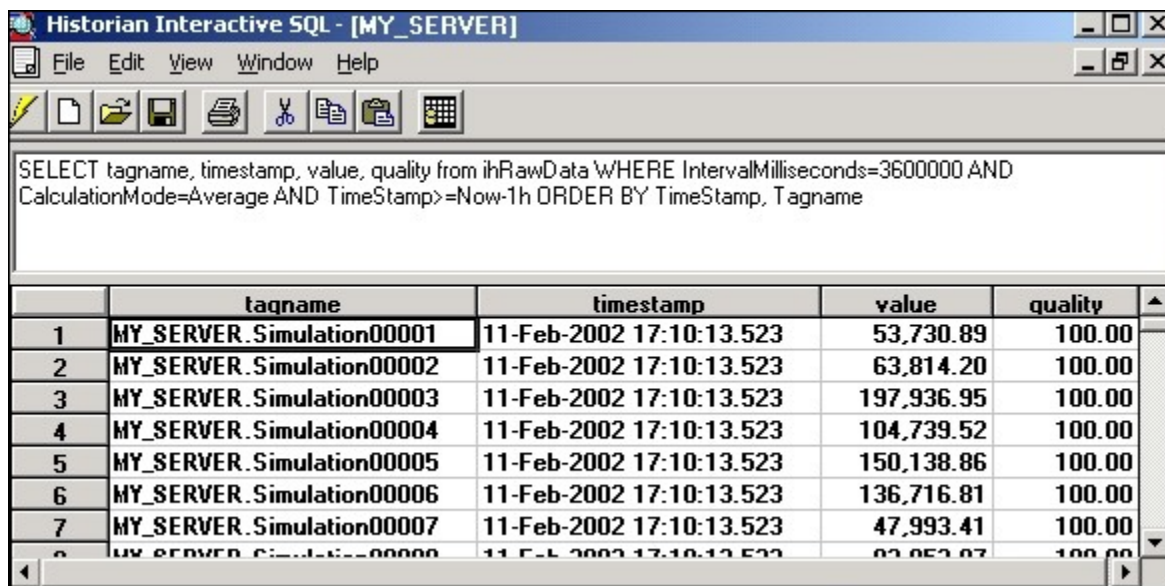 Historian Interactive SQL - [MY_SERVER]
File Edit View Window Help
SELECT tagname, timestamp, value, quality from ihRawData WHERE IntervalMilliseconds=3600000 AND
CalculationMode=Average AND TimeStamp>=Now-1h ORDER BY TimeStamp, Tagname
tagname timestamp value quality
1 MY_SERVER.Simulation00001 11-Feb-2002 17:10:13.523 53,730.89 100.00
2 MY_SERVER.Simulation00002 11-Feb-2002 17:10:13.523 63,814.20 100.00
3 MY_SERVER.Simulation00003 11-Feb-2002 17:10:13.523 197,936.95 100.00
4 MY_SERVER.Simulation00004 11-Feb-2002 17:10:13.523 104,739.52 100.00
5 MY_SERVER.Simulation00005 11-Feb-2002 17:10:13.523 150,138.86 100.00
6 MY_SERVER.Simulation00006 11-Feb-2002 17:10:13.523 136,716.81 100.00
7 MY_SERVER.Simulation00007 11-Feb-2002 17:10:13.523 47,993.41 100.00